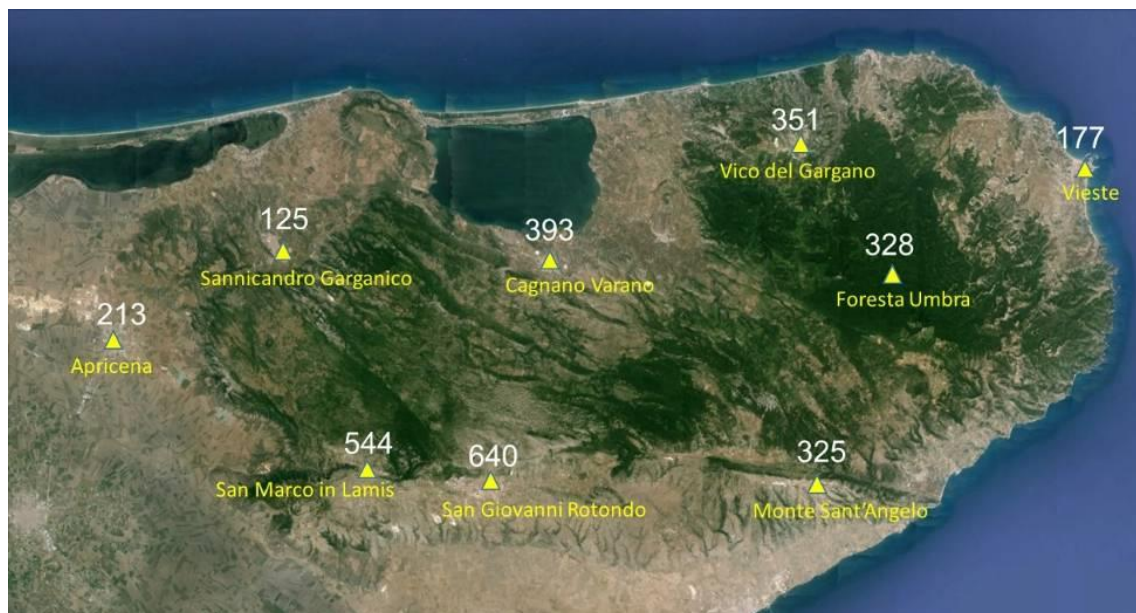 351
Vico del Gargano
177
Vieste
125
Sannicandro Garganico
393
Cagnano Varano
328
Foresta Umbra
213
Apricena
544
San Marco in Lamis
640
San Giovanni Rotondo
325
Monte Sant'Angelo